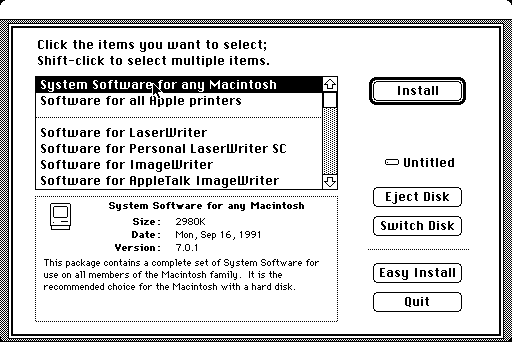 Click the items you want to select;
Shift-click to select multiple items.
System Software for any Macintosh
Software for all Apple printers
Software for LaserWriter
Software for Personal LaserWriter SC
Software for ImageWriter
Software for AppleTalk ImageWriter
Install
Untitled
Eject Disk
Switch Disk
Easy Install
Quit
System Software for any Macintosh
Size: 2980K
Date: Mon, Sep 16, 1991
Version: 7.0.1
This package contains a complete set of System Software for
use on all members of the Macintosh family. It is the
recommended choice for the Macintosh with a hard disk.